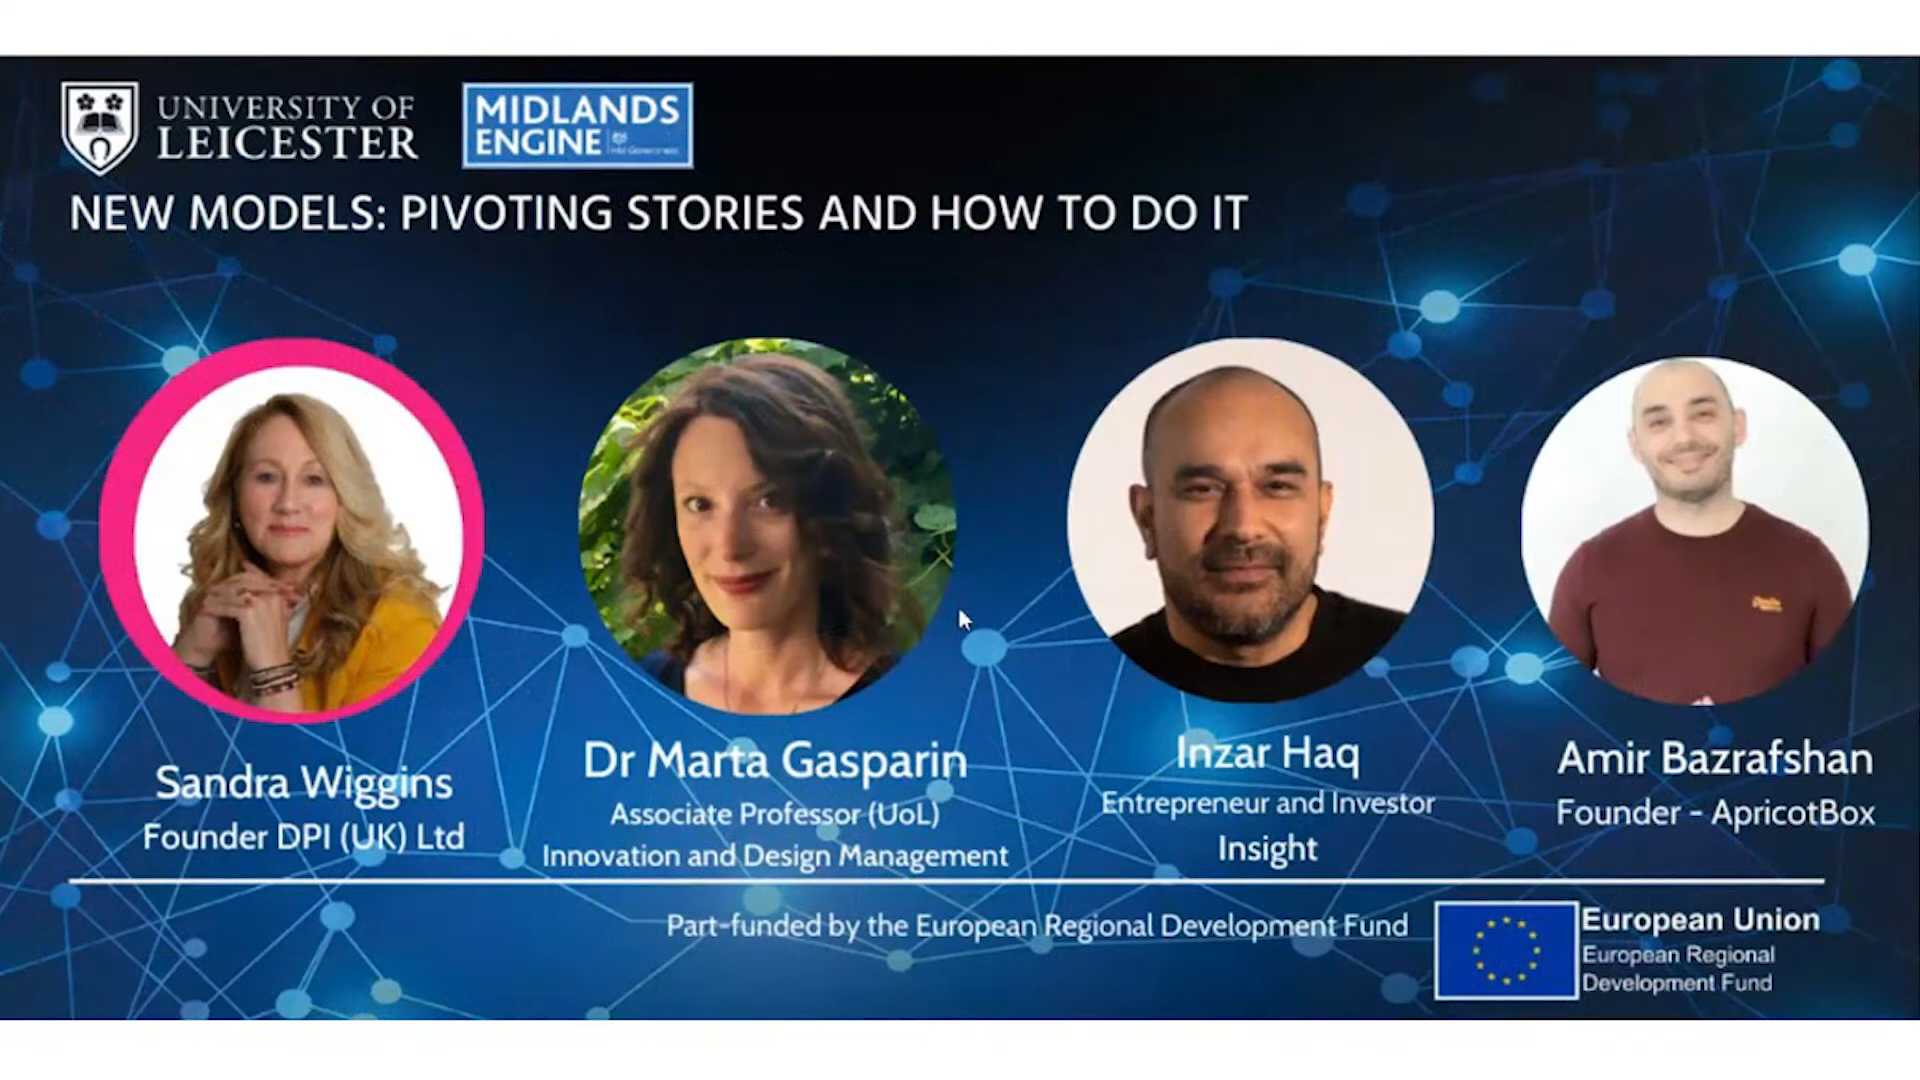 UNIVERSITY OF
LEICESTER
MIDLANDS
ENGINE
HM Government
NEW MODELS: PIVOTING STORIES AND HOW TO DO IT
Sandra Wiggins
Founder DPI (UK) Ltd
Dr Marta Gasparin
Associate Professor (UoL)
Innovation and Design Management
Inzar Haq
Entrepreneur and Investor
Insight
Amir Bazrafshan
Founder - ApricotBox
Part-funded by the European Regional Development Fund
European Union
European Regional
Development Fund